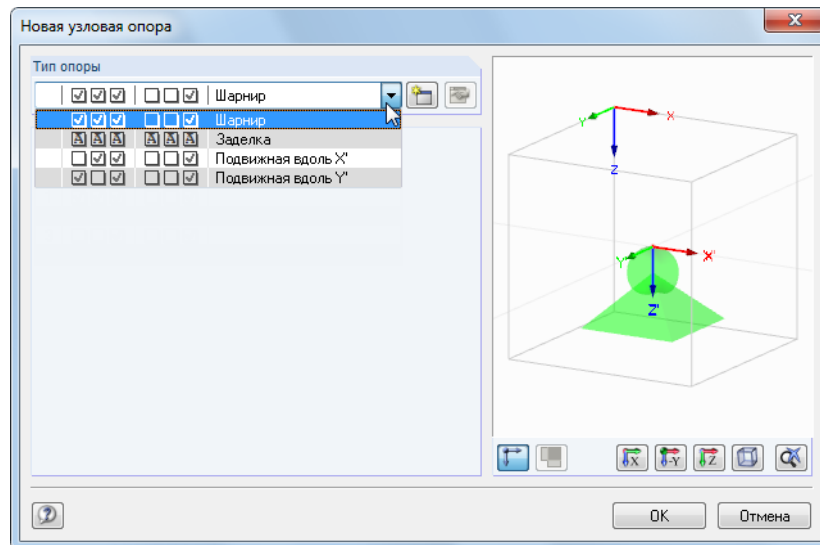 Новая узловая опора
Тип опоры
Шарнир
Шарнир
Заделка
Подвижная вдоль X'
Подвижная вдоль Y'
Y
X
Z
Y'
X'
Z'
X
-Y
Z
OK
Отмена